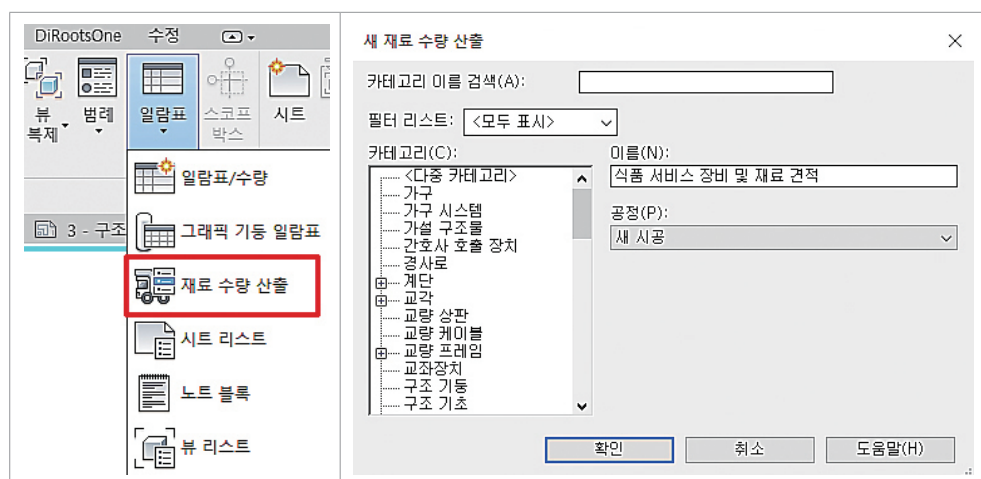 DiRootsOne 수정
뷰
복제
범례
일람표
스코프
박스
시트
일람표/수량
3 - 구조
그래픽 기둥 일람표
재료 수량 산출
시트 리스트
노트 블록
뷰 리스트
새 재료 수량 산출
카테고리 이름 검색(A):
필터 리스트: <모두 표시>
카테고리(C):
<다중 카테고리>
가구
가구 시스템
가설 구조물
간호사 호출 장치
경사로
계단
교각
교량 상판
교량 케이블
교량 프레임
교좌장치
구조 기둥
구조 기초
이름(N):
식품 서비스 장비 및 재료 견적
공정(P):
새 시공
확인 취소 도움말(H)